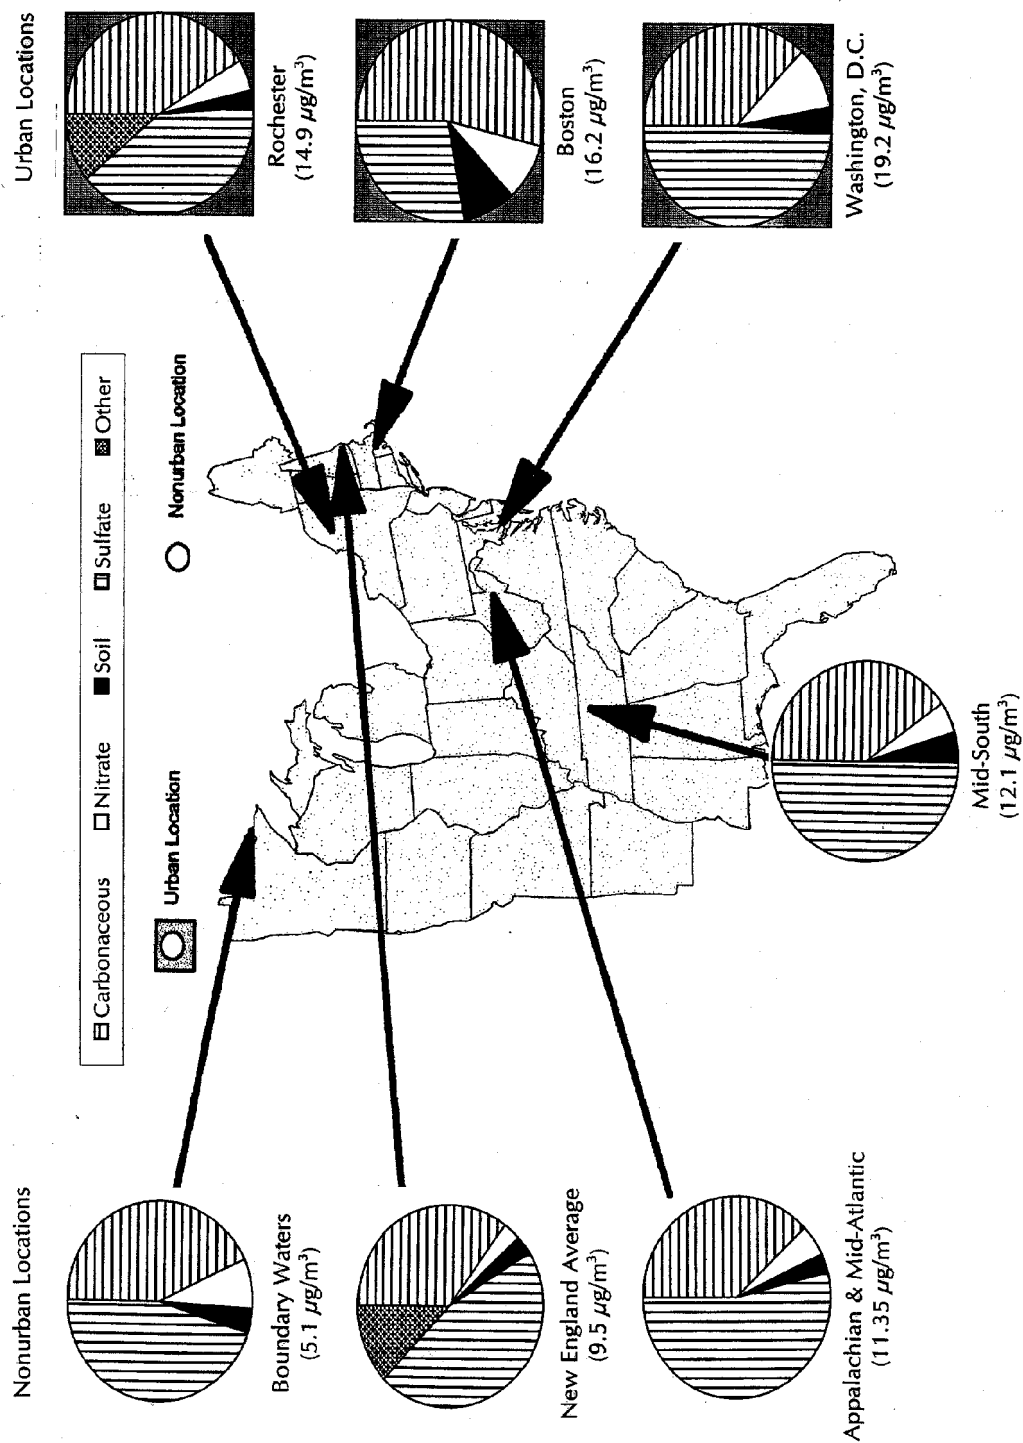 Nonurban Locations
Urban Locations
Carbonaceous Nitrate Soil Sulfate Other
Urban Location
Nonurban Location
Boundary Waters
(5.1 μg/m³)
Rochester
(14.9 μg/m³)
New England Average
(9.5 μg/m³)
Boston
(16.2 μg/m³)
Appalachian & Mid-Atlantic
(11.35 μg/m³)
Washington, D.C.
(19.2 μg/m³)
Mid-South
(12.1 μg/m³)